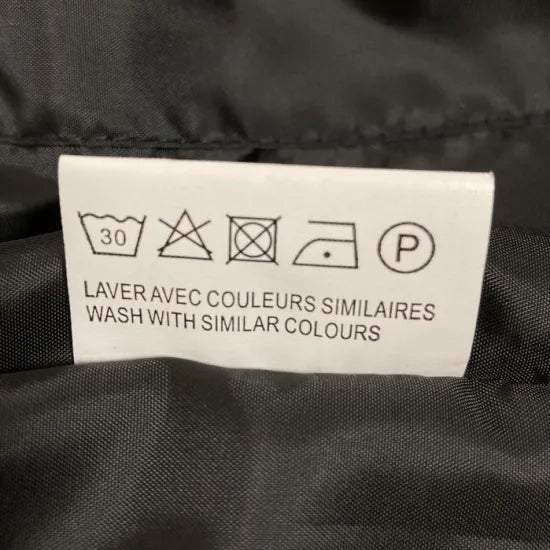 30 P
LAVER AVEC COULEURS SIMILAIRES
WASH WITH SIMILAR COLOURS